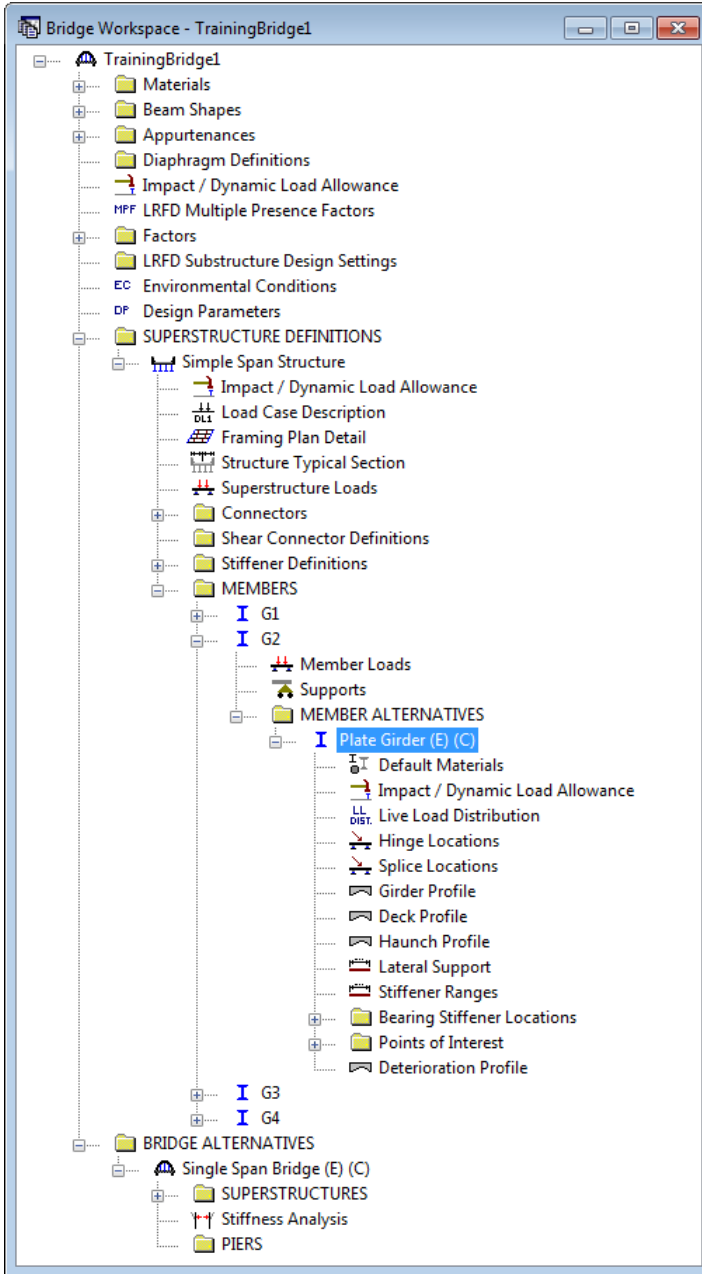 Bridge Workspace - TrainingBridge1
TrainingBridge1
Materials
Beam Shapes
Appurtenances
Diaphragm Definitions
Impact / Dynamic Load Allowance
MPF LRFD Multiple Presence Factors
Factors
LRFD Substructure Design Settings
EC Environmental Conditions
DP Design Parameters
SUPERSTRUCTURE DEFINITIONS
Simple Span Structure
Impact / Dynamic Load Allowance
DL1 Load Case Description
Framing Plan Detail
Structure Typical Section
Superstructure Loads
Connectors
Shear Connector Definitions
Stiffener Definitions
MEMBERS
G1
G2
Member Loads
Supports
MEMBER ALTERNATIVES
Plate Girder (E) (C)
Default Materials
Impact / Dynamic Load Allowance
LL DIST. Live Load Distribution
Hinge Locations
Splice Locations
Girder Profile
Deck Profile
Haunch Profile
Lateral Support
Stiffener Ranges
Bearing Stiffener Locations
Points of Interest
Deterioration Profile
G3
G4
BRIDGE ALTERNATIVES
Single Span Bridge (E) (C)
SUPERSTRUCTURES
Stiffness Analysis
PIERS